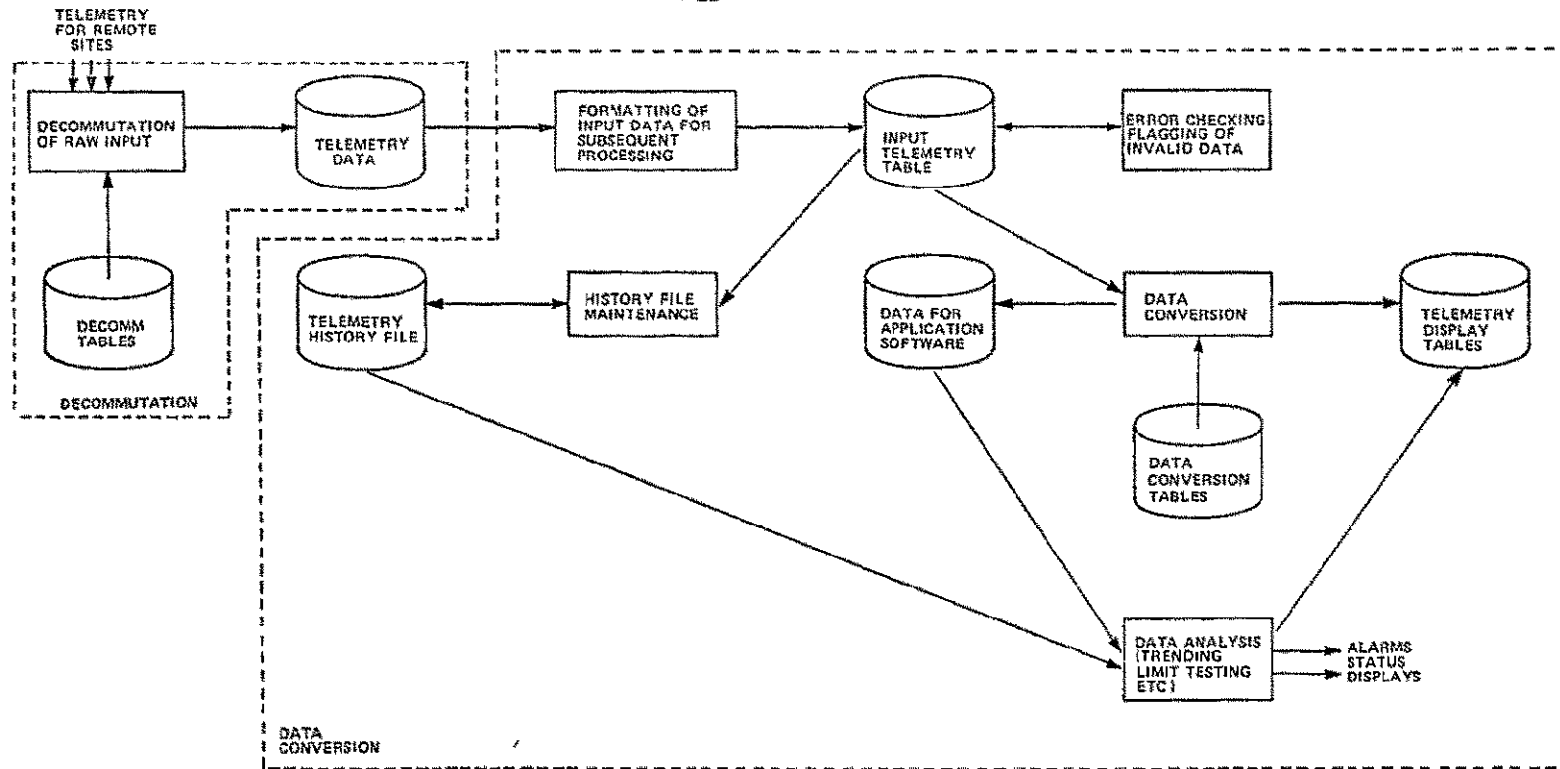 TELEMETRY
FOR REMOTE
SITES
DECOMMUTATION
OF RAW INPUT
TELEMETRY
DATA
FORMATTING OF
INPUT DATA FOR
SUBSEQUENT
PROCESSING
INPUT
TELEMETRY
TABLE
ERROR CHECKING
FLAGGING OF
INVALID DATA
DECOMM
TABLES
DECOMMUTATION
TELEMETRY
HISTORY FILE
HISTORY FILE
MAINTENANCE
DATA FOR
APPLICATION
SOFTWARE
DATA
CONVERSION
TELEMETRY
DISPLAY
TABLES
DATA
CONVERSION
TABLES
DATA ANALYSIS
(TRENDING
LIMIT TESTING
ETC)
ALARMS
STATUS
DISPLAYS
DATA
CONVERSION